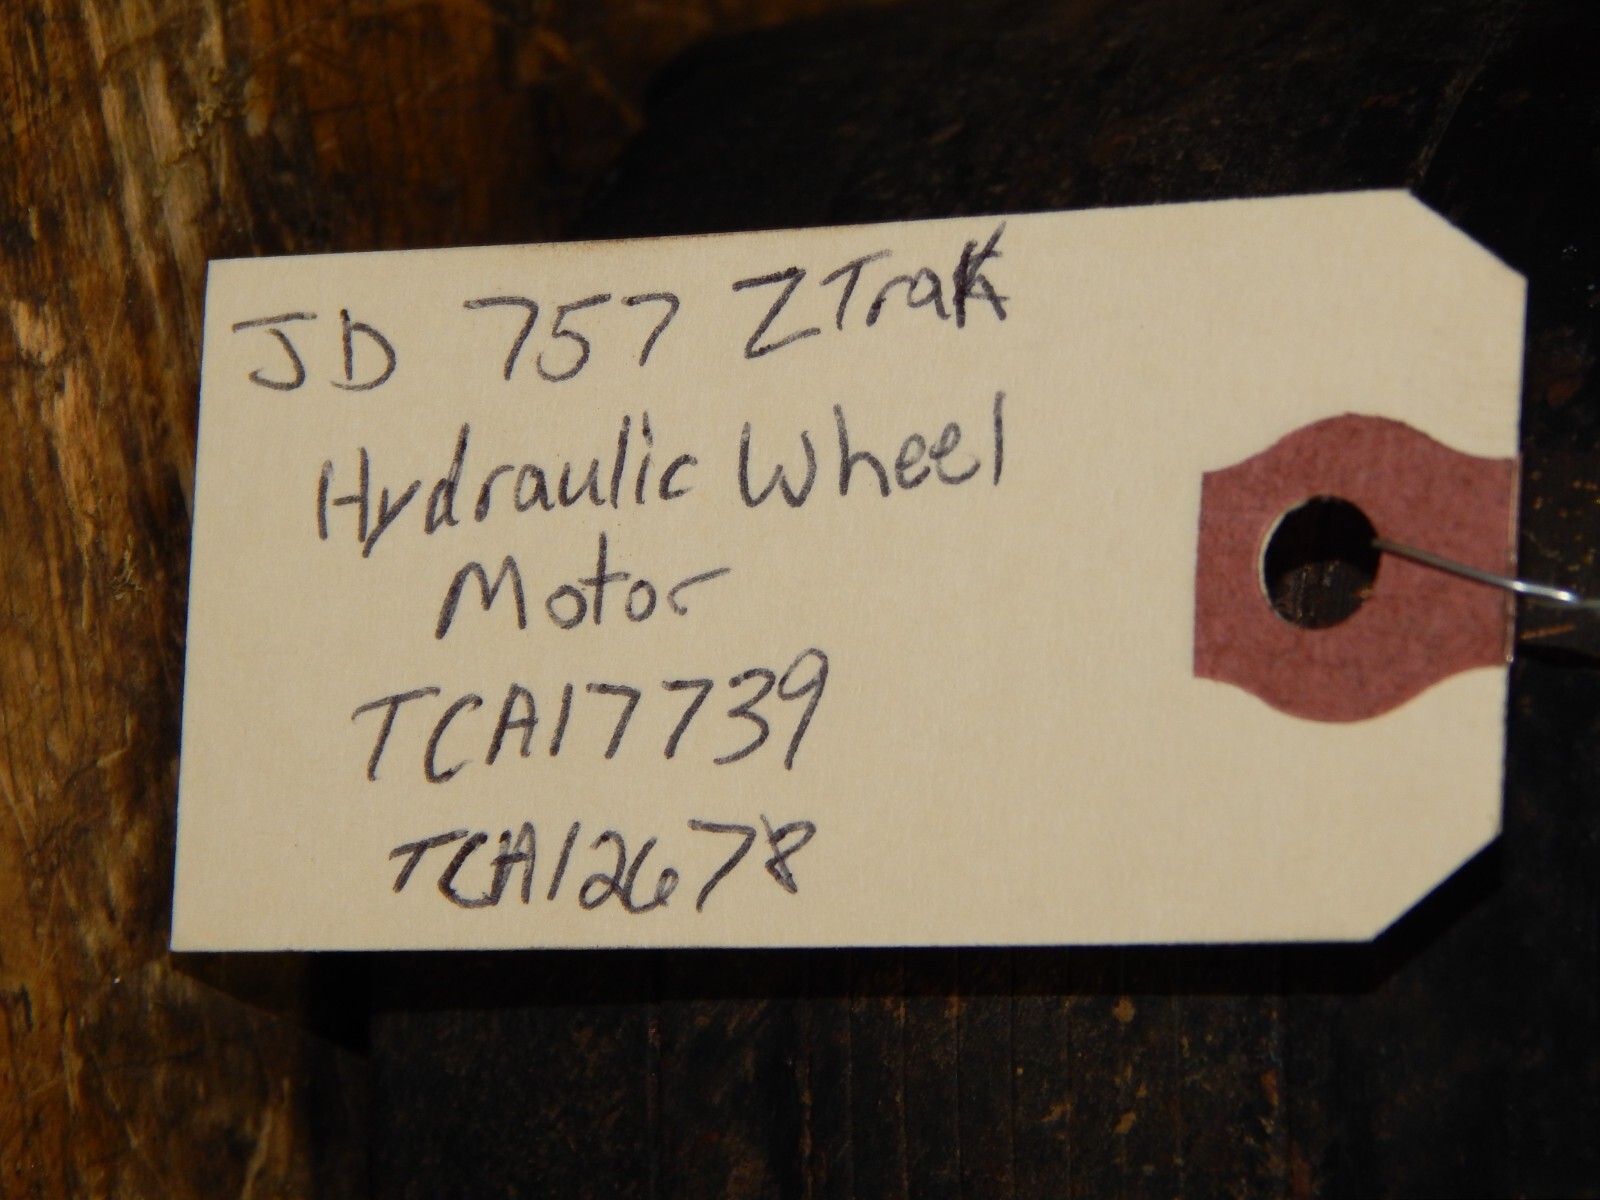 JD 757 ZTrak
Hydraulic Wheel
Motor
TCA17739
TCA12678